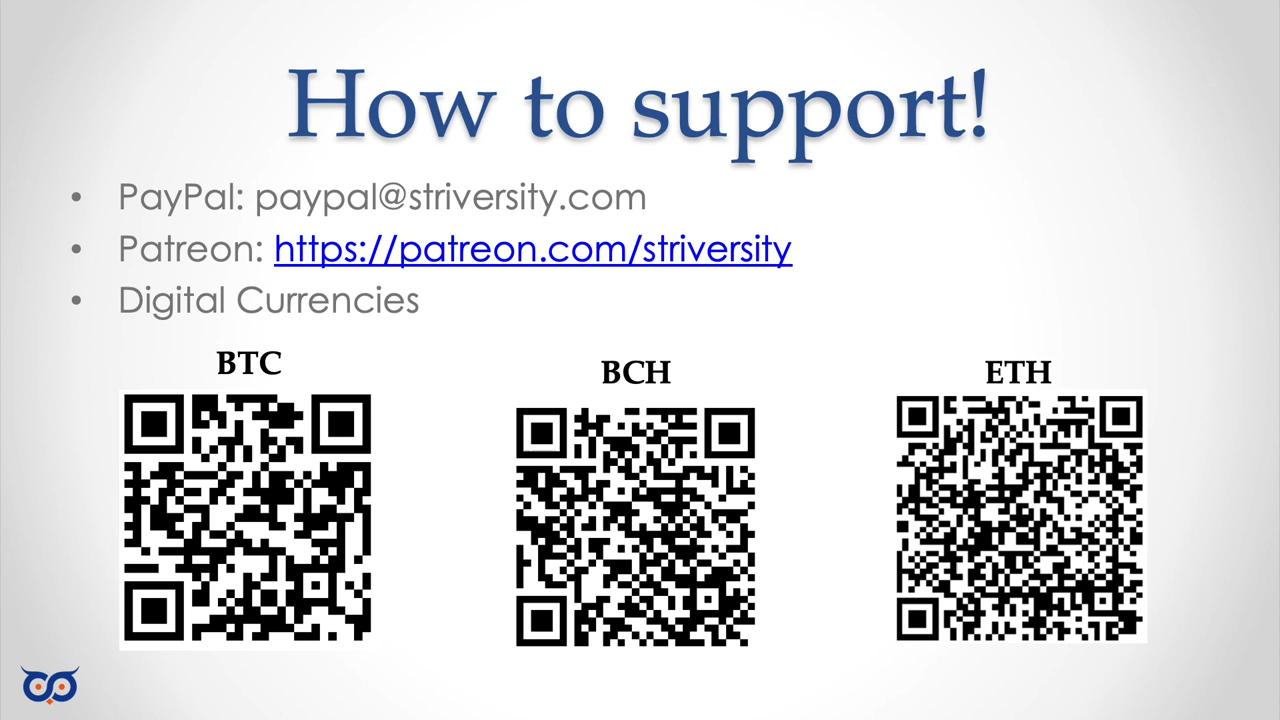 How to support!
• PayPal: paypal@striversity.com
• Patreon: https://patreon.com/striversity
• Digital Currencies
BTC
BCH
ETH